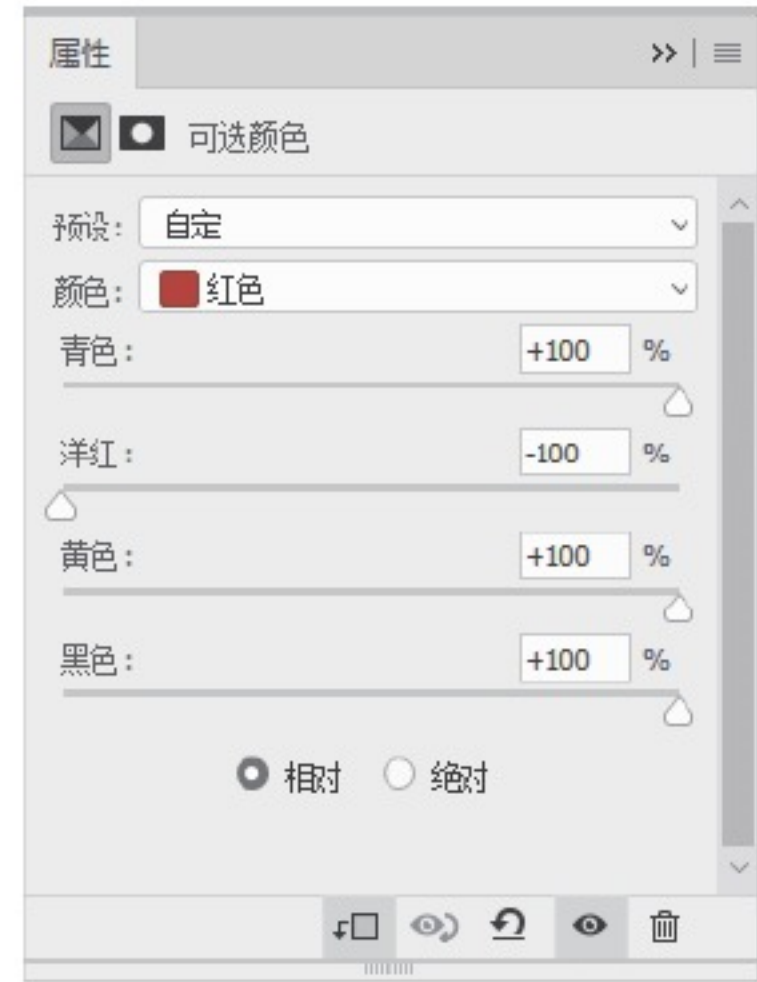 属性
可选颜色
预设: 自定
颜色: 红色
青色: +100 %
洋红: -100 %
黄色: +100 %
黑色: +100 %
相对 绝对